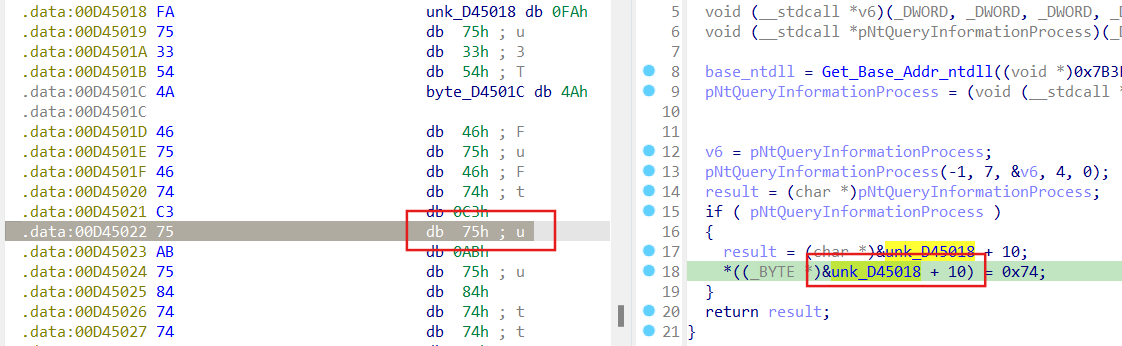 .data:00D45018 FA unk_D45018 db 0FAh
.data:00D45019 75 db 75h ; u
.data:00D4501A 33 db 33h ; 3
.data:00D4501B 54 db 54h ; T
.data:00D4501C 4A byte_D4501C db 4Ah
.data:00D4501C
.data:00D4501D 46 db 46h ; F
.data:00D4501E 75 db 75h ; u
.data:00D4501F 46 db 46h ; F
.data:00D45020 74 db 74h ; t
.data:00D45021 C3 db 0C3h
.data:00D45022 75 db 75h ; u
.data:00D45023 AB db 0ABh
.data:00D45024 75 db 75h ; u
.data:00D45025 84 db 84h
.data:00D45026 74 db 74h ; t
.data:00D45027 74 db 74h ; t
5 void (__stdcall *v6)(_DWORD, _DWORD, _DWORD,
6 void (__stdcall *pNtQueryInformationProcess)(
7
8 base_ntdll = Get_Base_Addr_ntdll((void *)
9 pNtQueryInformationProcess = (void (__stdcall *
10
11
12 v6 = pNtQueryInformationProcess;
13 pNtQueryInformationProcess(-1, 7, &v6, 4, 0);
14 result = (char *)pNtQueryInformationProcess;
15 if ( pNtQueryInformationProcess )
16 {
17 result = (char *)&unk_D45018 + 10;
18 *((_BYTE *)&unk_D45018 + 10) = 0x74;
19 }
20 return result;
21 }